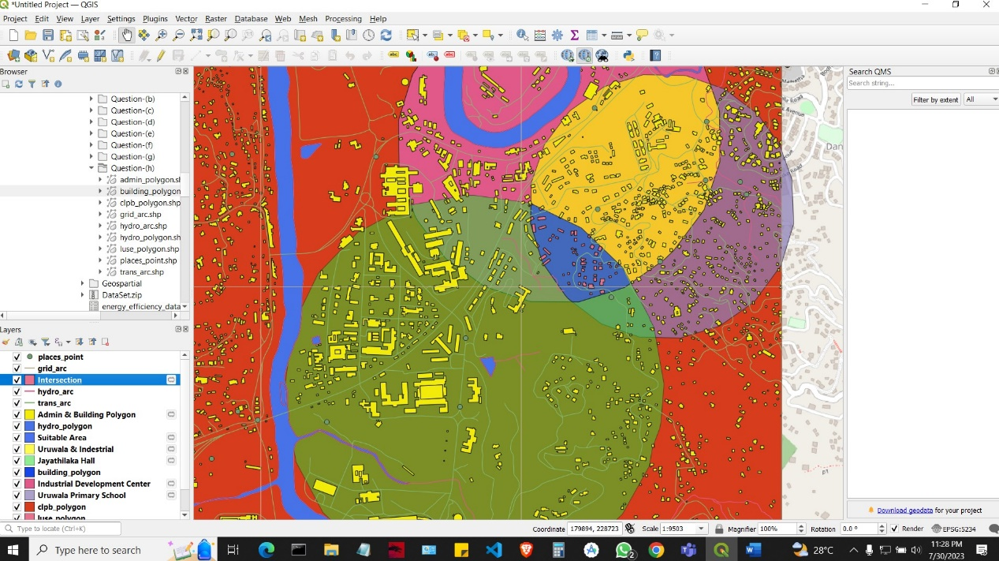 *Untitled Project — QGIS
Project Edit View Layer Settings Plugins Vector Raster Database Web Mesh Processing Help
Browser
Question-(b)
Question-(c)
Question-(d)
Question-(e)
Question-(f)
Question-(g)
Question-(h)
admin_polygon.sl
building_polygon
clpb_polygon.shp
grid_arc.shp
hydro_arc.shp
hydro_polygon.sh
luse_polygon.shp
places_point.shp
trans_arc.shp
Geospartial
DataSet.zip
energy_efficiency_data
Layers
places_point
grid_arc
Intersection
hydro_arc
trans_arc
Admin & Building Polygon
hydro_polygon
Suitable Area
Uruwala & Indestrial
Jayathilaka Hall
building_polygon
Industrial Development Center
Uruwala Primary School
clpb_polygon
luse_polygon
Dan
Search QMS
Search string...
Filter by extent All
Download geodata for your project
Type to locate (Ctrl+K)
Coordinate 179894, 228723 Scale 1:9503 Magnifier 100% Rotation 0.0 ° Render EPSG:5234
Type here to search
2
28°C
11:28 PM
7/30/2023